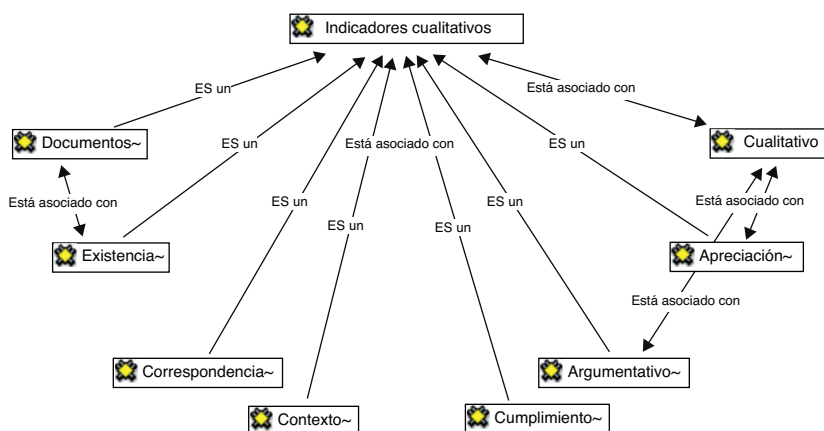 Indicadores cualitativos
ES un
Está asociado con
Documentos~
ES un
Está asociado con
ES un
Cualitativo
Está asociado con
Está asociado con
ES un
ES un
ES un
ES un
Existencia~
Apreciación~
Está asociado con
Correspondencia~
Argumentativo~
Contexto~
Cumplimiento~